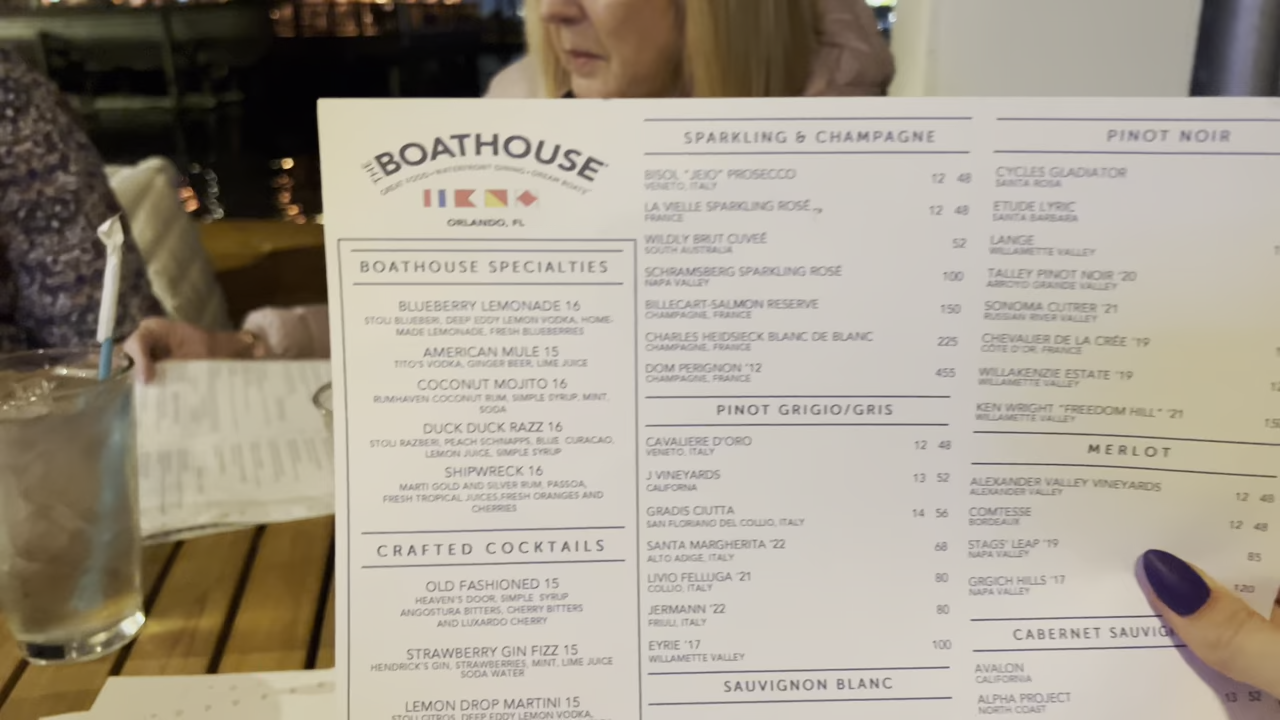 THE BOATHOUSE
GREAT FOOD • WATERFRONT DINING • DREAM BOATS
ORLANDO, FL
BOATHOUSE SPECIALTIES
BLUEBERRY LEMONADE 16
STOLI BLUEBERI, DEEP EDDY LEMON VODKA, HOME-
MADE LEMONADE, FRESH BLUEBERRIES
AMERICAN MULE 15
TITO'S VODKA, GINGER BEER, LIME JUICE
COCONUT MOJITO 16
RUMHAVEN COCONUT RUM, SIMPLE SYRUP, MINT,
SODA
DUCK DUCK RAZZ 16
STOLI RAZBERI, PEACH SCHNAPPS, BLUE CURACAO,
LEMON JUICE, SIMPLE SYRUP
SHIPWRECK 16
MARTI GOLD AND SILVER RUM, PASSOA,
FRESH TROPICAL JUICES,FRESH ORANGES AND
CHERRIES
CRAFTED COCKTAILS
OLD FASHIONED 15
HEAVEN'S DOOR, SIMPLE SYRUP
ANGOSTURA BITTERS, CHERRY BITTERS
AND LUXARDO CHERRY
STRAWBERRY GIN FIZZ 15
HENDRICK'S GIN, STRAWBERRIES, MINT, LIME JUICE
SODA WATER
LEMON DROP MARTINI 15
STOLI CITROS, DEEP EDDY LEMON VODKA,
SPARKLING & CHAMPAGNE
BISOL "JEIO" PROSECCO 12 48
VENETO, ITALY
LA VIELLE SPARKLING ROSÉ 12 48
FRANCE
WILDLY BRUT CUVEÉ 52
SOUTH AUSTRALIA
SCHRAMSBERG SPARKLING ROSÉ 100
NAPA VALLEY
BILLECART-SALMON RESERVE 150
CHAMPAGNE, FRANCE
CHARLES HEIDSIECK BLANC DE BLANC 225
CHAMPAGNE, FRANCE
DOM PERIGNON '12 455
CHAMPAGNE, FRANCE
PINOT GRIGIO/GRIS
CAVALIERE D'ORO 12 48
VENETO, ITALY
J VINEYARDS 13 52
CALIFORNA
GRADIS CIUTTA 14 56
SAN FLORIANO DEL COLLIO, ITALY
SANTA MARGHERITA '22 68
ALTO ADIGE, ITALY
LIVIO FELLUGA '21 80
COLLIO, ITALY
JERMANN '22 80
FRIULI, ITALY
EYRIE '17 100
WILLAMETTE VALLEY
SAUVIGNON BLANC
PINOT NOIR
CYCLES GLADIATOR
SANTA ROSA
ETUDE LYRIC
SANTA BARBARA
LANGE
WILLAMETTE VALLEY
TALLEY PINOT NOIR '20
ARROYO GRANDE VALLEY
SONOMA CUTRER '21
RUSSIAN RIVER VALLEY
CHEVALIER DE LA CRÉE '19
CÔTE D'OR, FRANCE
WILLAKENZIE ESTATE '19
WILLAMETTE VALLEY
KEN WRIGHT "FREEDOM HILL" '21
WILLAMETTE VALLEY
MERLOT
ALEXANDER VALLEY VINEYARDS 12 48
ALEXANDER VALLEY
COMTESSE 12 48
BORDEAUX
STAGS' LEAP '19 85
NAPA VALLEY
GRGICH HILLS '17 120
NAPA VALLEY
CABERNET SAUVIG
AVALON
CALIFORNIA
ALPHA PROJECT 13 52
NORTH COAST